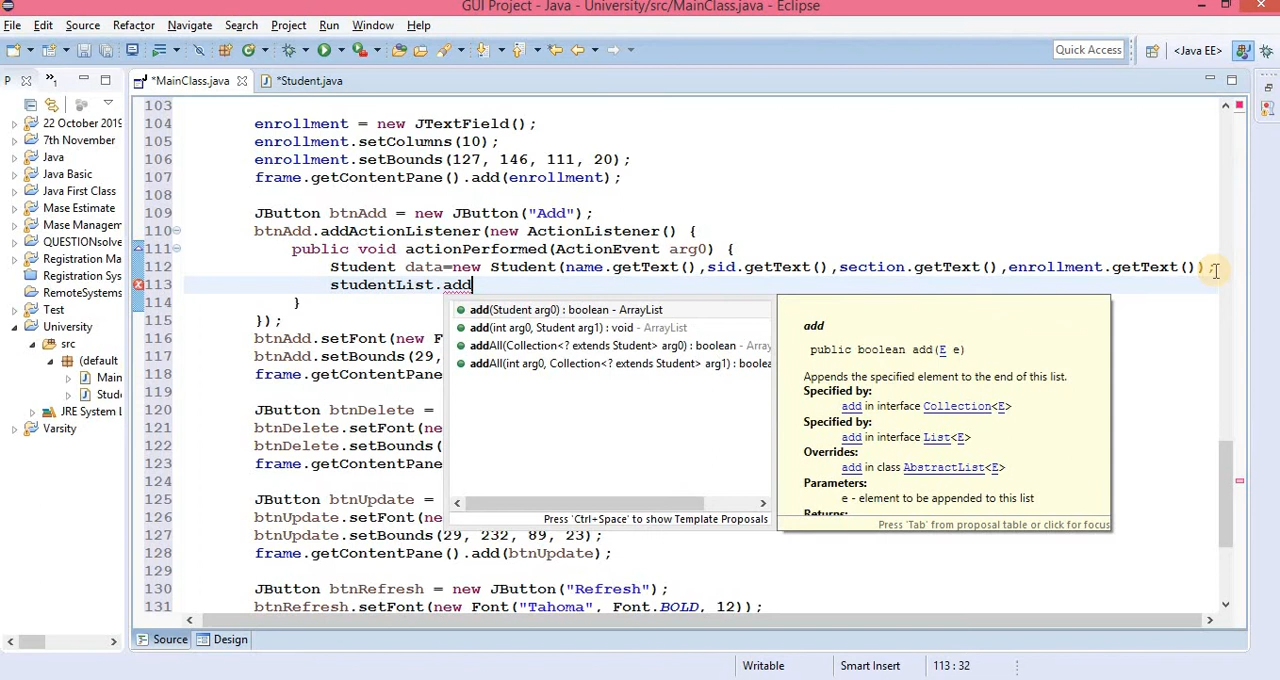 GUI Project - Java - University/src/MainClass.java - Eclipse
File Edit Source Refactor Navigate Search Project Run Window Help
Quick Access <Java EE>
P *MainClass.java *Student.java
22 October 2019
7th November
Java
Java Basic
Java First Class
Mase Estimate
Mase Managem
QUESTIONsolve
Registration Ma
Registration Sys
RemoteSystems
Test
University
src
(default
Main
Stude
JRE System L
Varsity
103
104 enrollment = new JTextField();
105 enrollment.setColumns(10);
106 enrollment.setBounds(127, 146, 111, 20);
107 frame.getContentPane().add(enrollment);
108
109 JButton btnAdd = new JButton("Add");
110 btnAdd.addActionListener(new ActionListener() {
111 public void actionPerformed(ActionEvent arg0) {
112 Student data=new Student(name.getText(),sid.getText(),section.getText(),enrollment.getText());
113 studentList.add
114 }
115 });
116 btnAdd.setFont(new F
117 btnAdd.setBounds(29,
118 frame.getContentPane
119
120 JButton btnDelete =
121 btnDelete.setFont(ne
122 btnDelete.setBounds(
123 frame.getContentPane
124
125 JButton btnUpdate =
126 btnUpdate.setFont(ne
127 btnUpdate.setBounds(29, 232, 89, 23);
128 frame.getContentPane().add(btnUpdate);
129
130 JButton btnRefresh = new JButton("Refresh");
131 btnRefresh.setFont(new Font("Tahoma", Font.BOLD, 12));
add(Student arg0) : boolean - ArrayList
add(int arg0, Student arg1) : void - ArrayList
addAll(Collection<? extends Student> arg0) : boolean - Array
addAll(int arg0, Collection<? extends Student> arg1) : boolea
Press 'Ctrl+Space' to show Template Proposals
add
public boolean add(E e)
Appends the specified element to the end of this list.
Specified by:
add in interface Collection<E>
Specified by:
add in interface List<E>
Overrides:
add in class AbstractList<E>
Parameters:
e - element to be appended to this list
Returns:
Press 'Tab' from proposal table or click for focus
Source Design
Writable Smart Insert 113 : 32